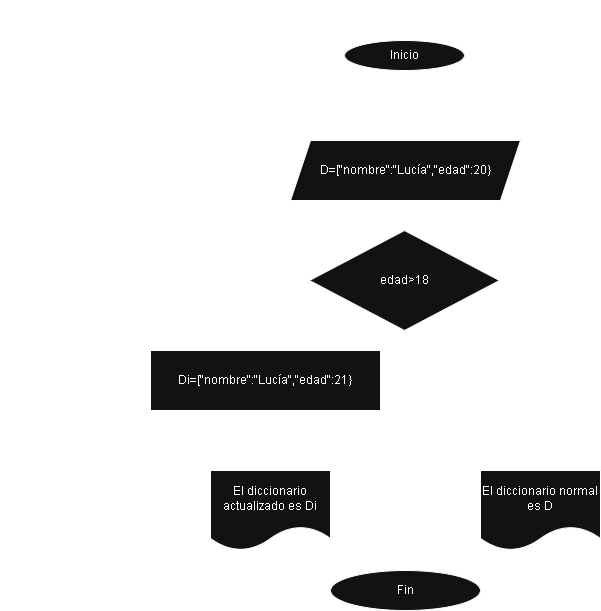 Inicio
D=["nombre":"Lucía","edad":20}
edad>18
Di=["nombre":"Lucía","edad":21}
El diccionario
actualizado es Di
El diccionario normal
es D
Fin